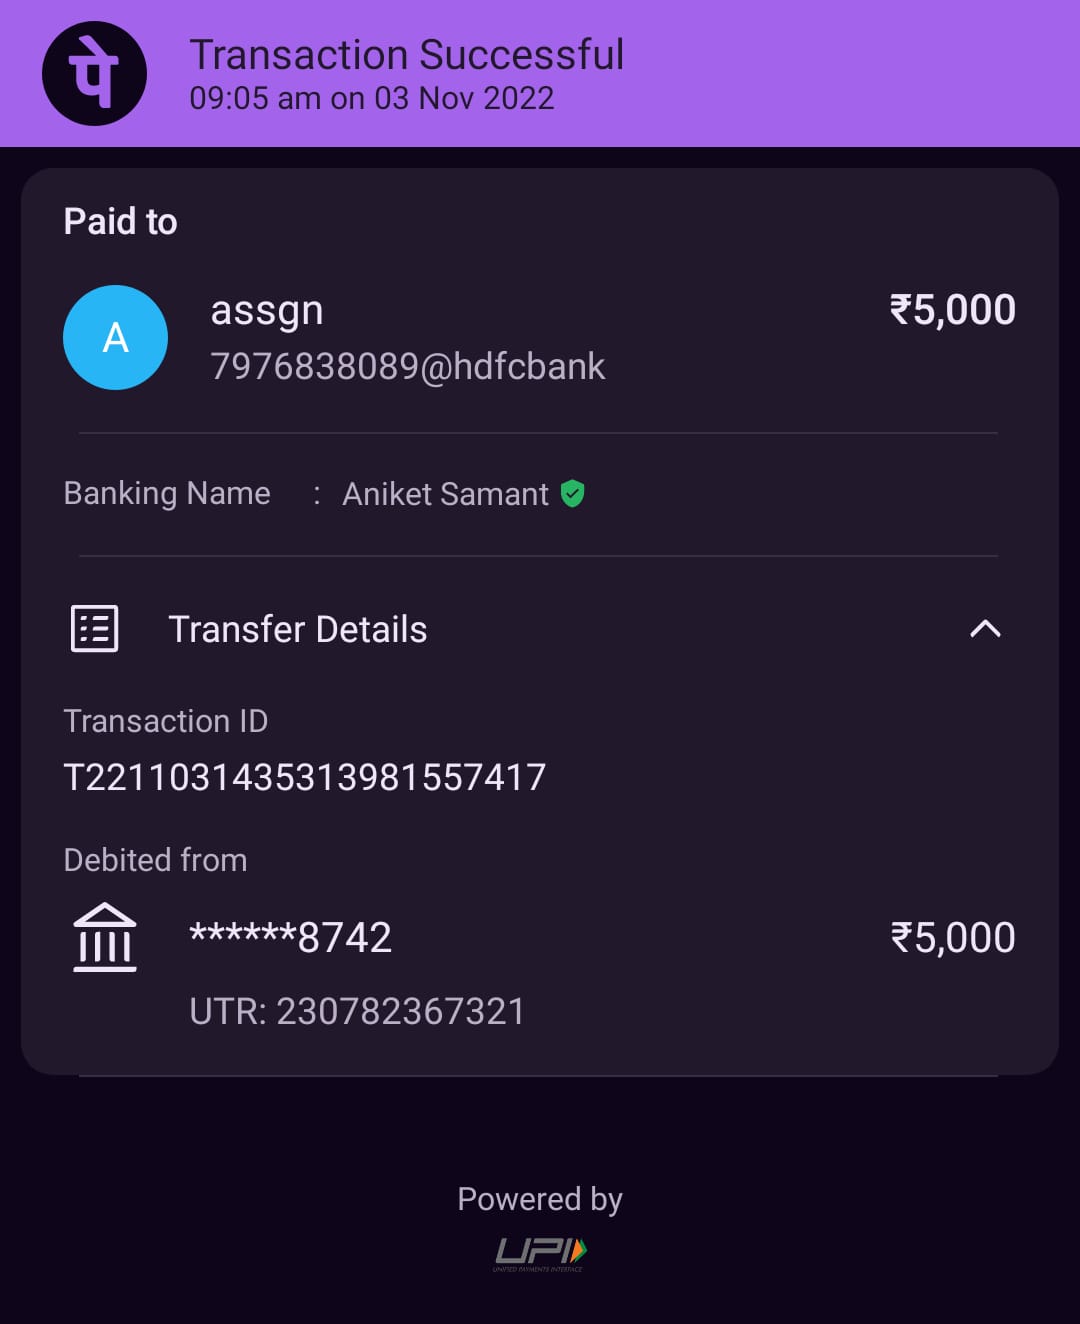 पे
Transaction Successful
09:05 am on 03 Nov 2022
Paid to
A
assgn
₹5,000
7976838089@hdfcbank
Banking Name : Aniket Samant
Transfer Details
Transaction ID
T2211031435313981557417
Debited from
******8742
₹5,000
UTR: 230782367321
Powered by
UPI
UNIFIED PAYMENTS INTERFACE